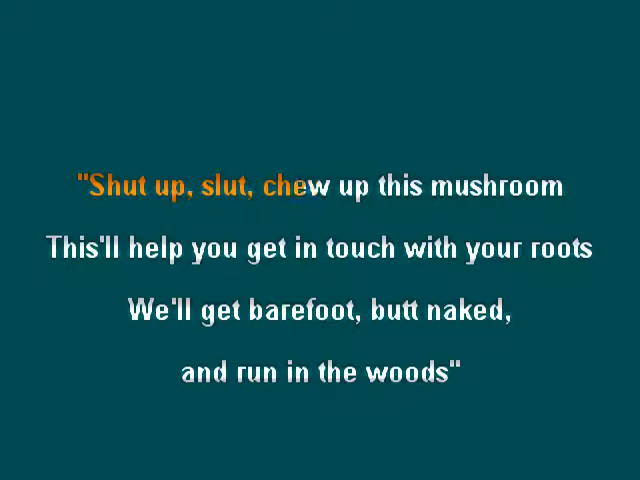 "Shut up, slut, chew up this mushroom
This'll help you get in touch with your roots
We'll get barefoot, butt naked,
and run in the woods"